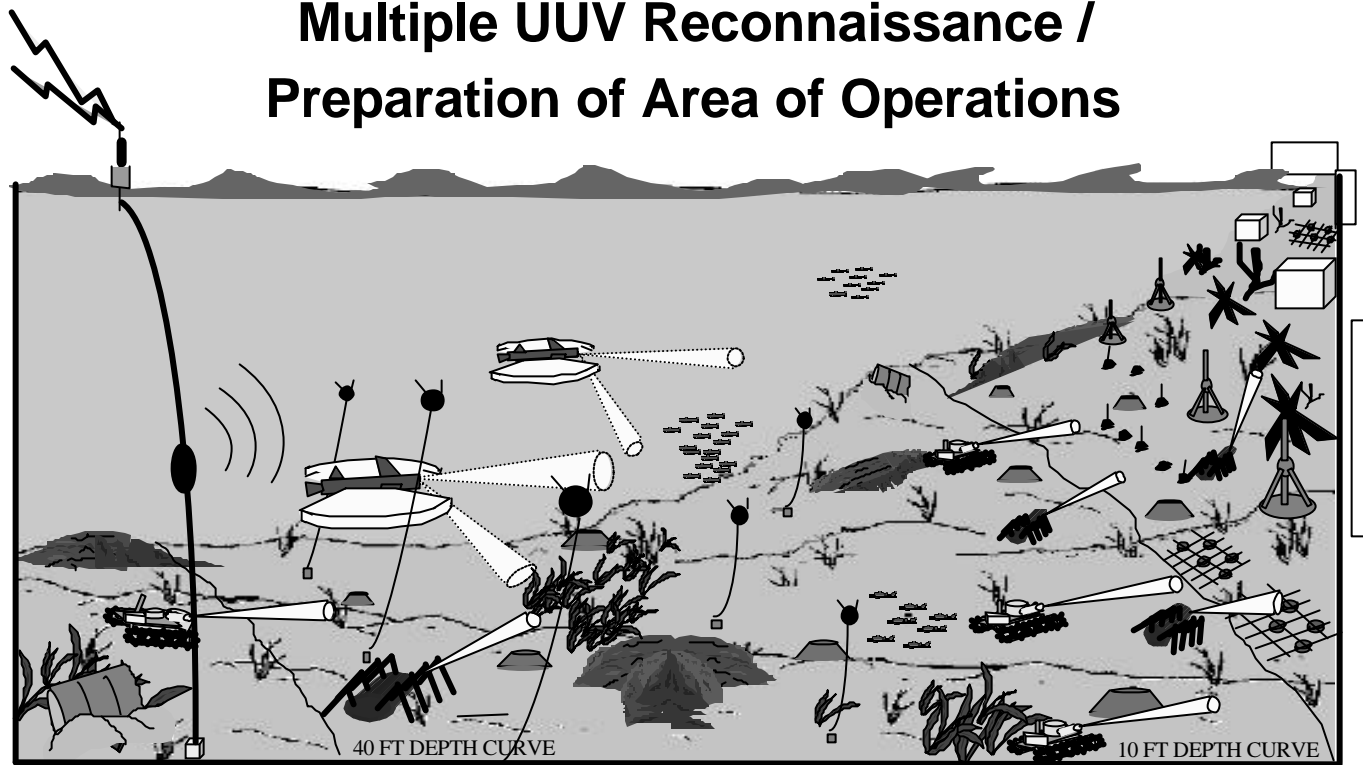 Multiple UUV Reconnaissance /
Preparation of Area of Operations
40 FT DEPTH CURVE
10 FT DEPTH CURVE